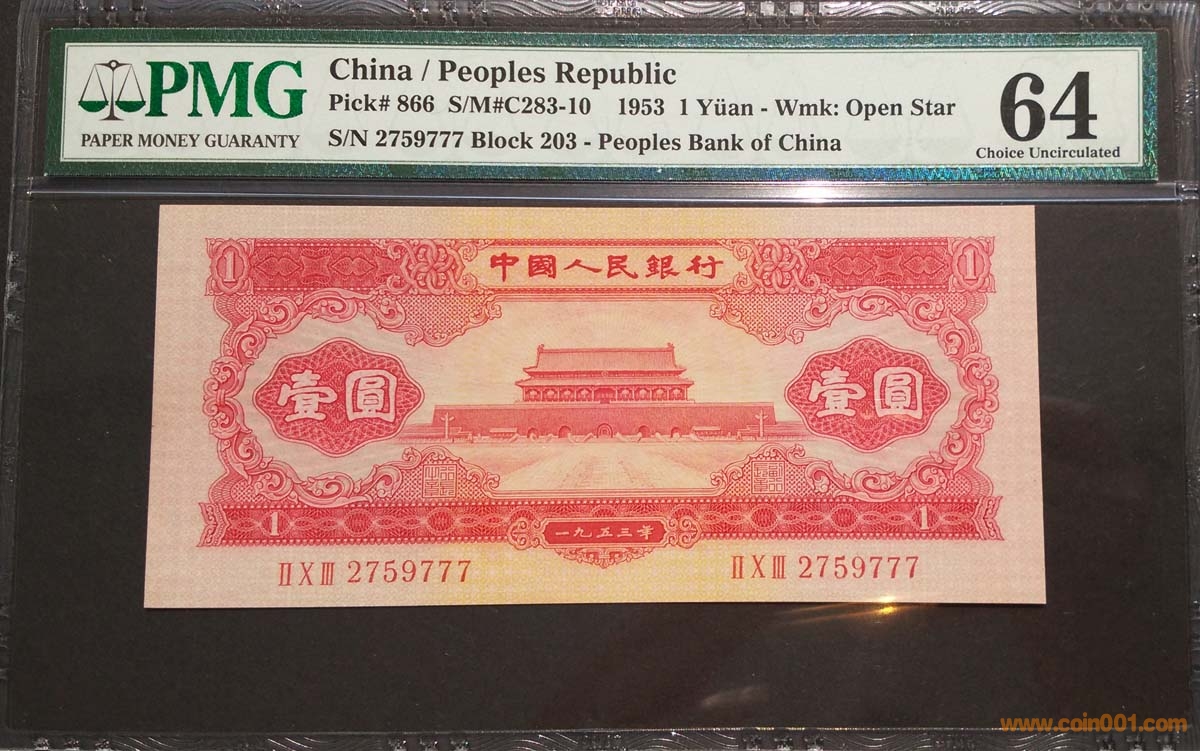 PMG
PAPER MONEY GUARANTY
China / Peoples Republic
Pick# 866 S/M#C283-10 1953 1 Yüan - Wmk: Open Star
S/N 2759777 Block 203 - Peoples Bank of China
64
Choice Uncirculated
1 中國人民銀行 1
壹圓 壹圓
1 一九五三年 1
ⅡⅩⅢ 2759777 ⅡⅩⅢ 2759777
www.coin001.com